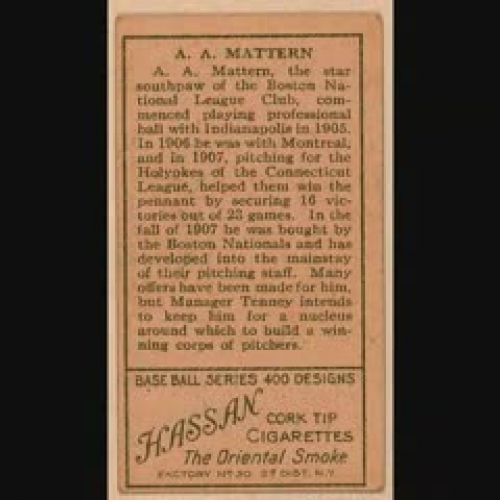 A. A. MATTERN
A. A. Mattern, the star
southpaw of the Boston Na-
tional League Club, com-
menced playing professional
ball with Indianapolis in 1905.
In 1906 he was with Montreal,
and in 1907, pitching for the
Holyokes of the Connecticut
League, helped them win the
pennant by securing 16 vic-
tories out of 23 games. In the
fall of 1907 he was bought by
the Boston Nationals and has
developed into the mainstay
of their pitching staff. Many
offers have been made for him,
but Manager Tenney intends
to keep him for a nucleus
around which to build a win-
ning corps of pitchers.
BASE BALL SERIES 400 DESIGNS
HASSAN
CORK TIP
CIGARETTES
The Oriental Smoke
FACTORY NO. 30 2D DIST. N.Y.